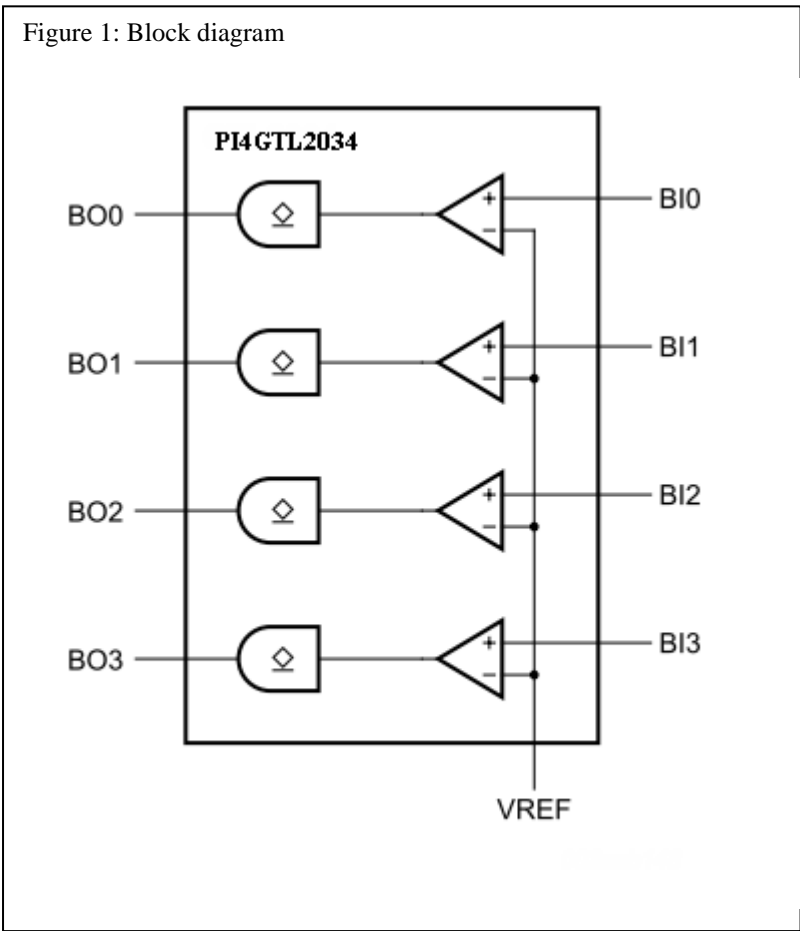 Figure 1: Block diagram
PI4GTL2034
BO0
BI0
BO1
BI1
BO2
BI2
BO3
BI3
VREF